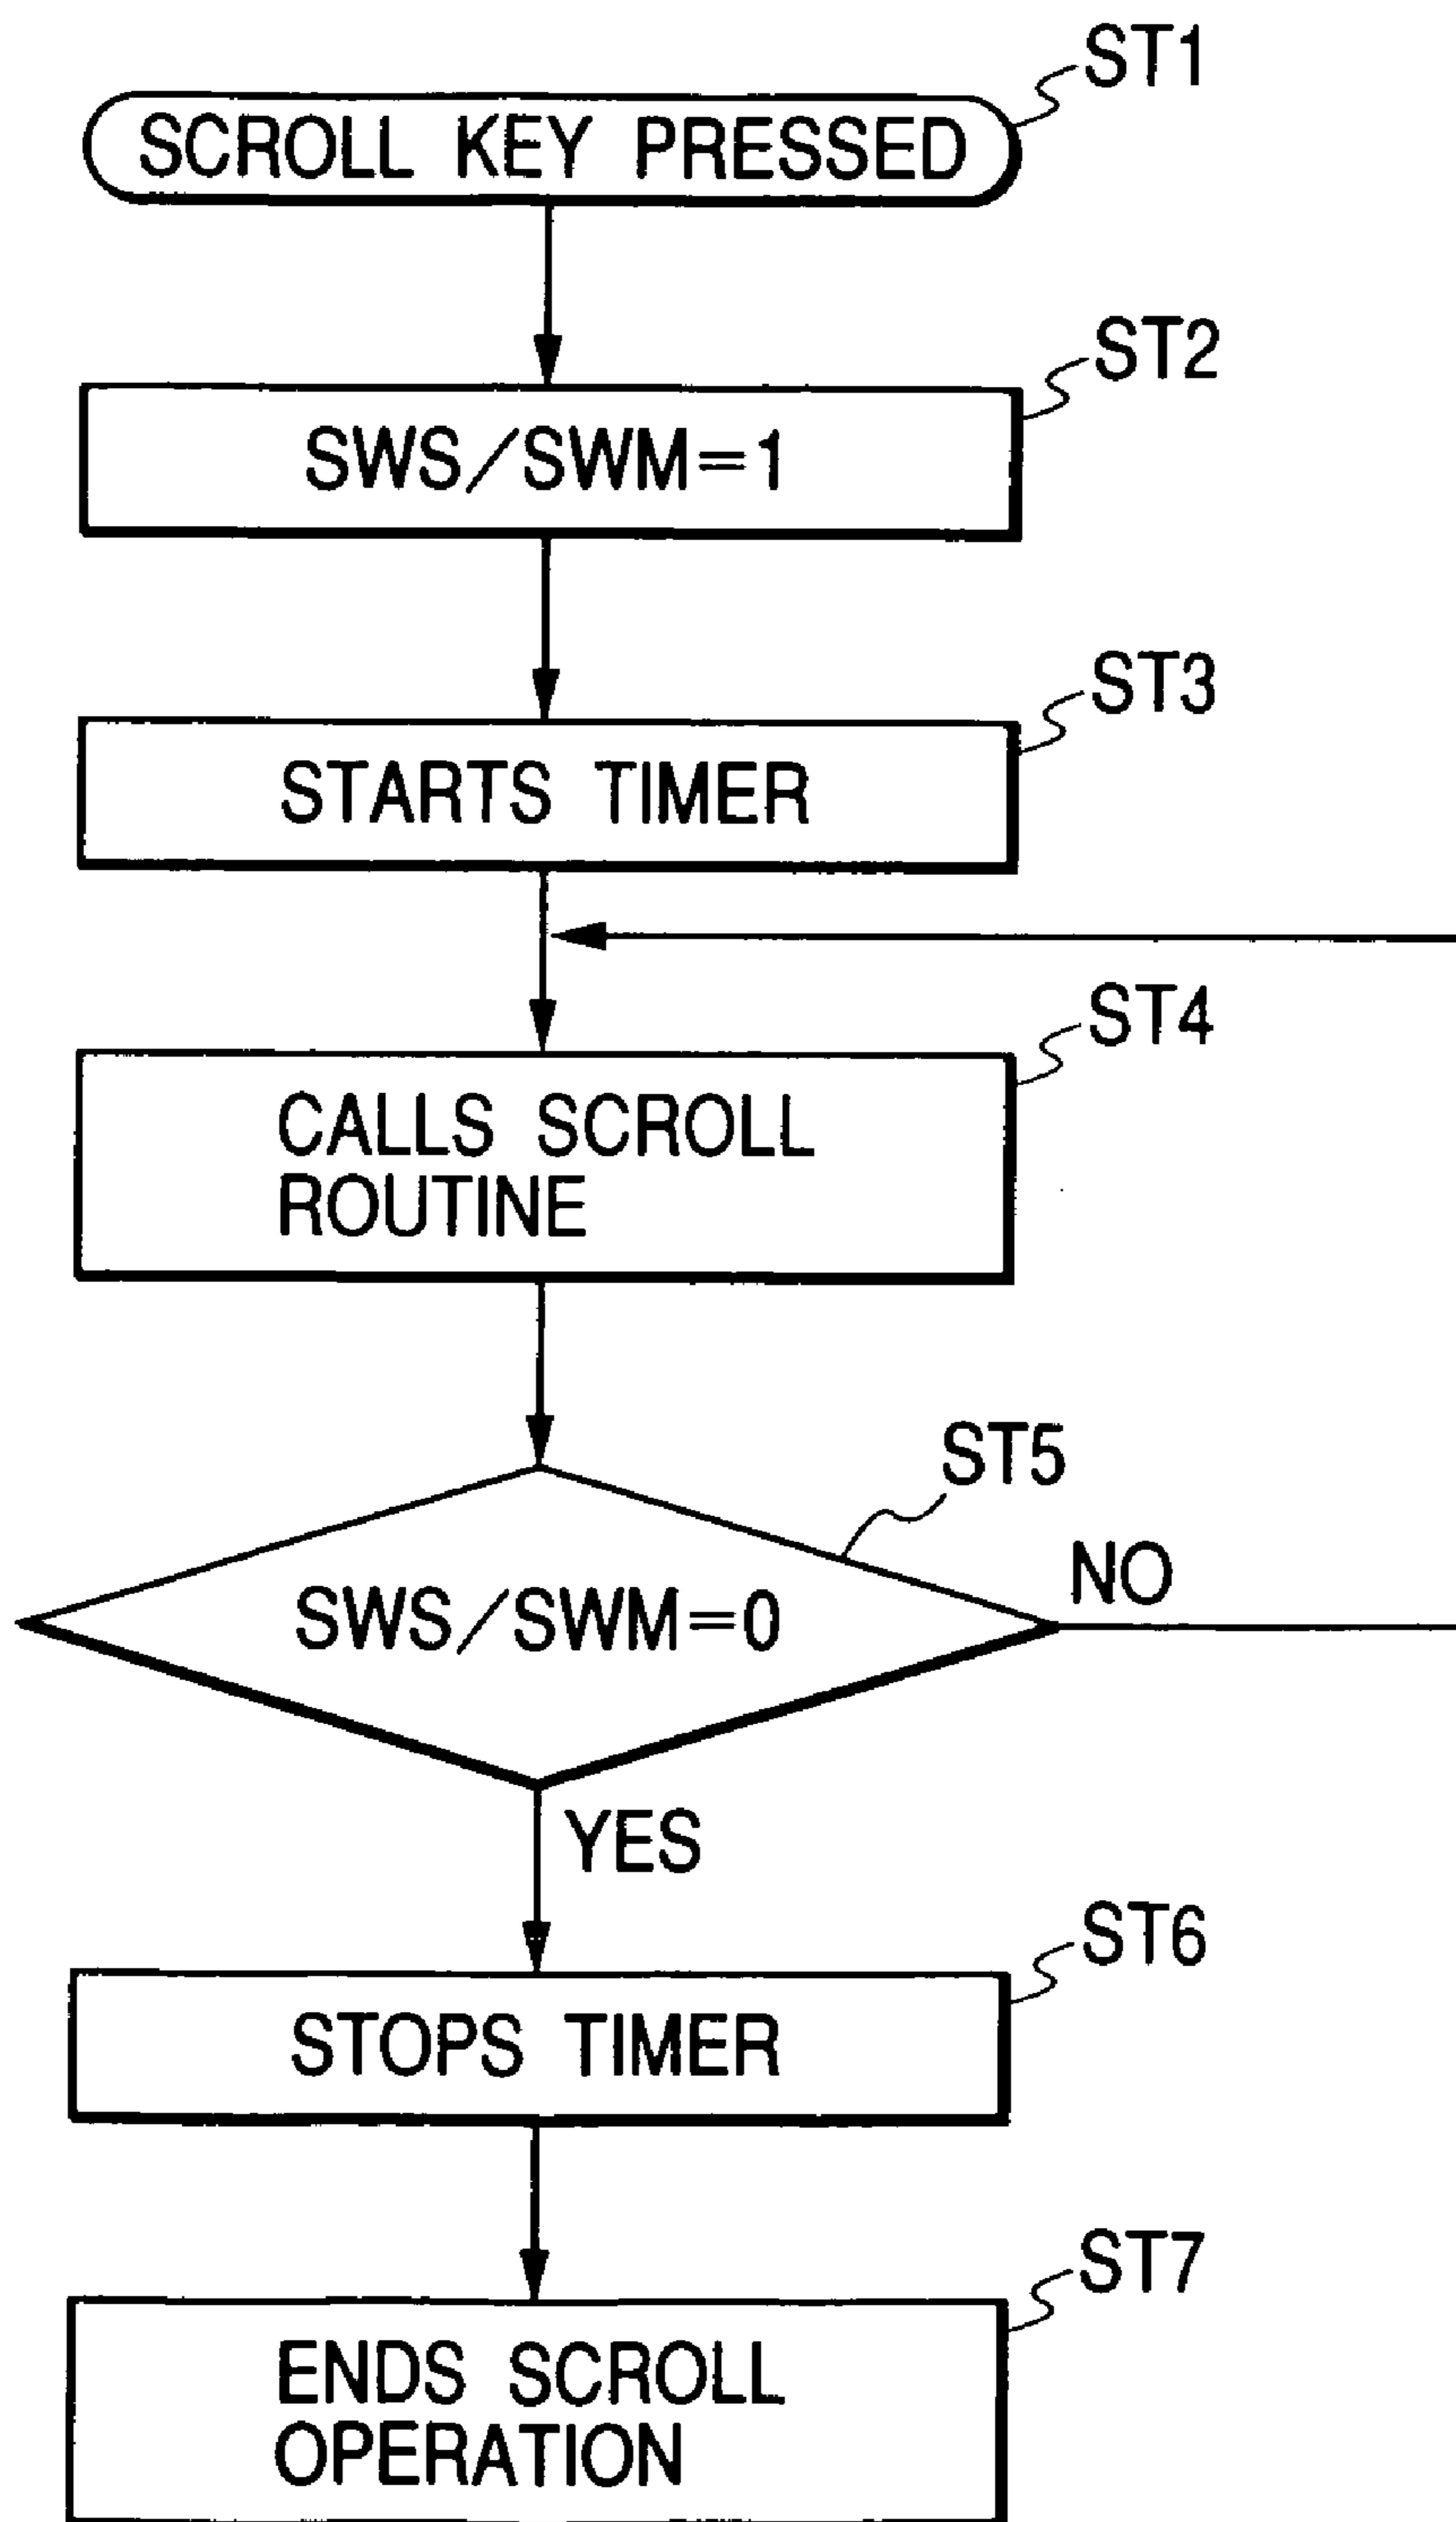 ST1
SCROLL KEY PRESSED
ST2
SWS/SWM=1
ST3
STARTS TIMER
ST4
CALLS SCROLL
ROUTINE
ST5
NO
SWS/SWM=0
YES
ST6
STOPS TIMER
ST7
ENDS SCROLL
OPERATION